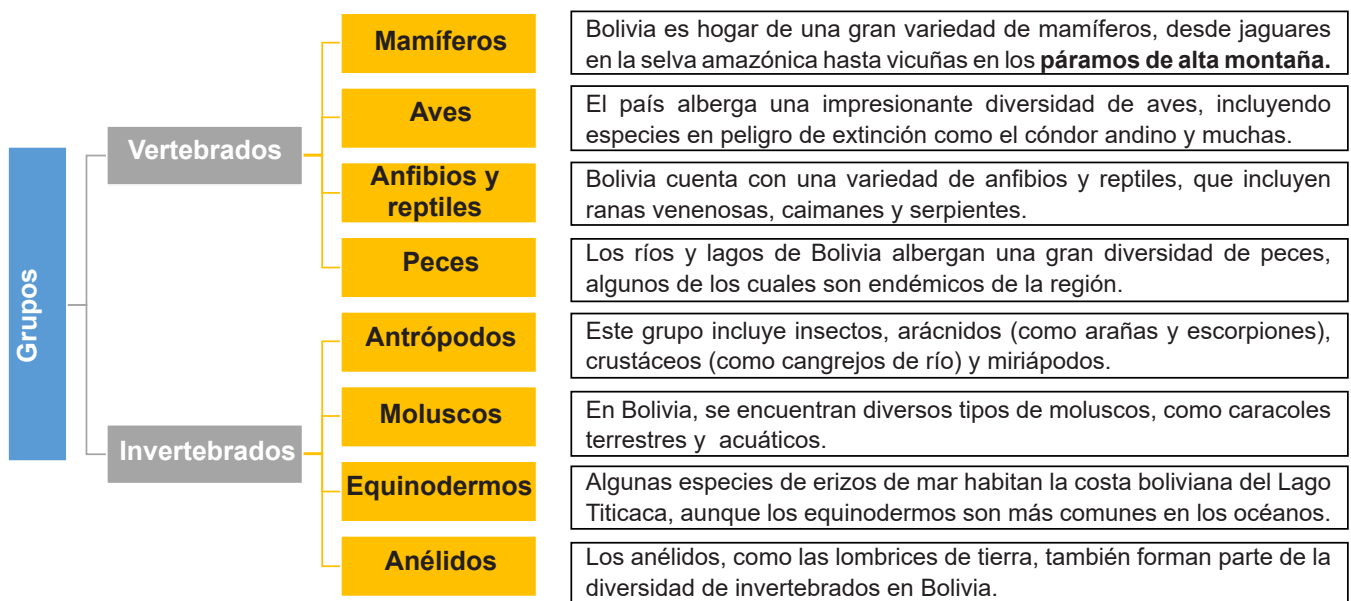 Grupos
Vertebrados
Mamíferos
Bolivia es hogar de una gran variedad de mamíferos, desde jaguares
en la selva amazónica hasta vicuñas en los páramos de alta montaña.
Aves
El país alberga una impresionante diversidad de aves, incluyendo
especies en peligro de extinción como el cóndor andino y muchas.
Anfibios y
reptiles
Bolivia cuenta con una variedad de anfibios y reptiles, que incluyen
ranas venenosas, caimanes y serpientes.
Peces
Los ríos y lagos de Bolivia albergan una gran diversidad de peces,
algunos de los cuales son endémicos de la región.
Invertebrados
Antrópodos
Este grupo incluye insectos, arácnidos (como arañas y escorpiones),
crustáceos (como cangrejos de río) y miriápodos.
Moluscos
En Bolivia, se encuentran diversos tipos de moluscos, como caracoles
terrestres y acuáticos.
Equinodermos
Algunas especies de erizos de mar habitan la costa boliviana del Lago
Titicaca, aunque los equinodermos son más comunes en los océanos.
Anélidos
Los anélidos, como las lombrices de tierra, también forman parte de la
diversidad de invertebrados en Bolivia.